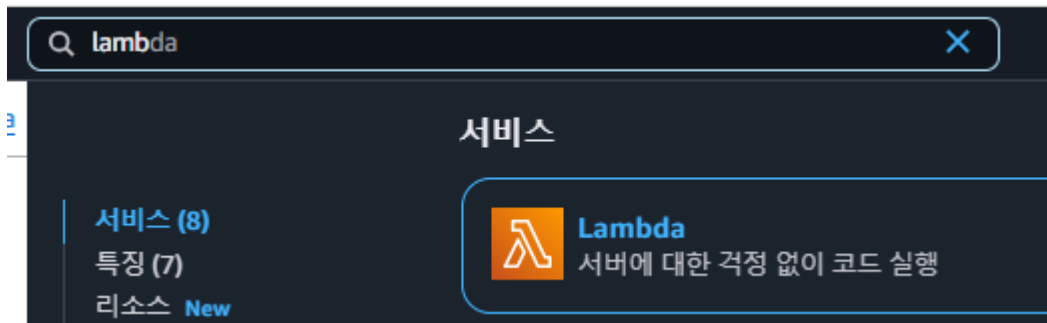 lambda
서비스
서비스 (8)
특징 (7)
리소스 New
Lambda
서버에 대한 걱정 없이 코드 실행